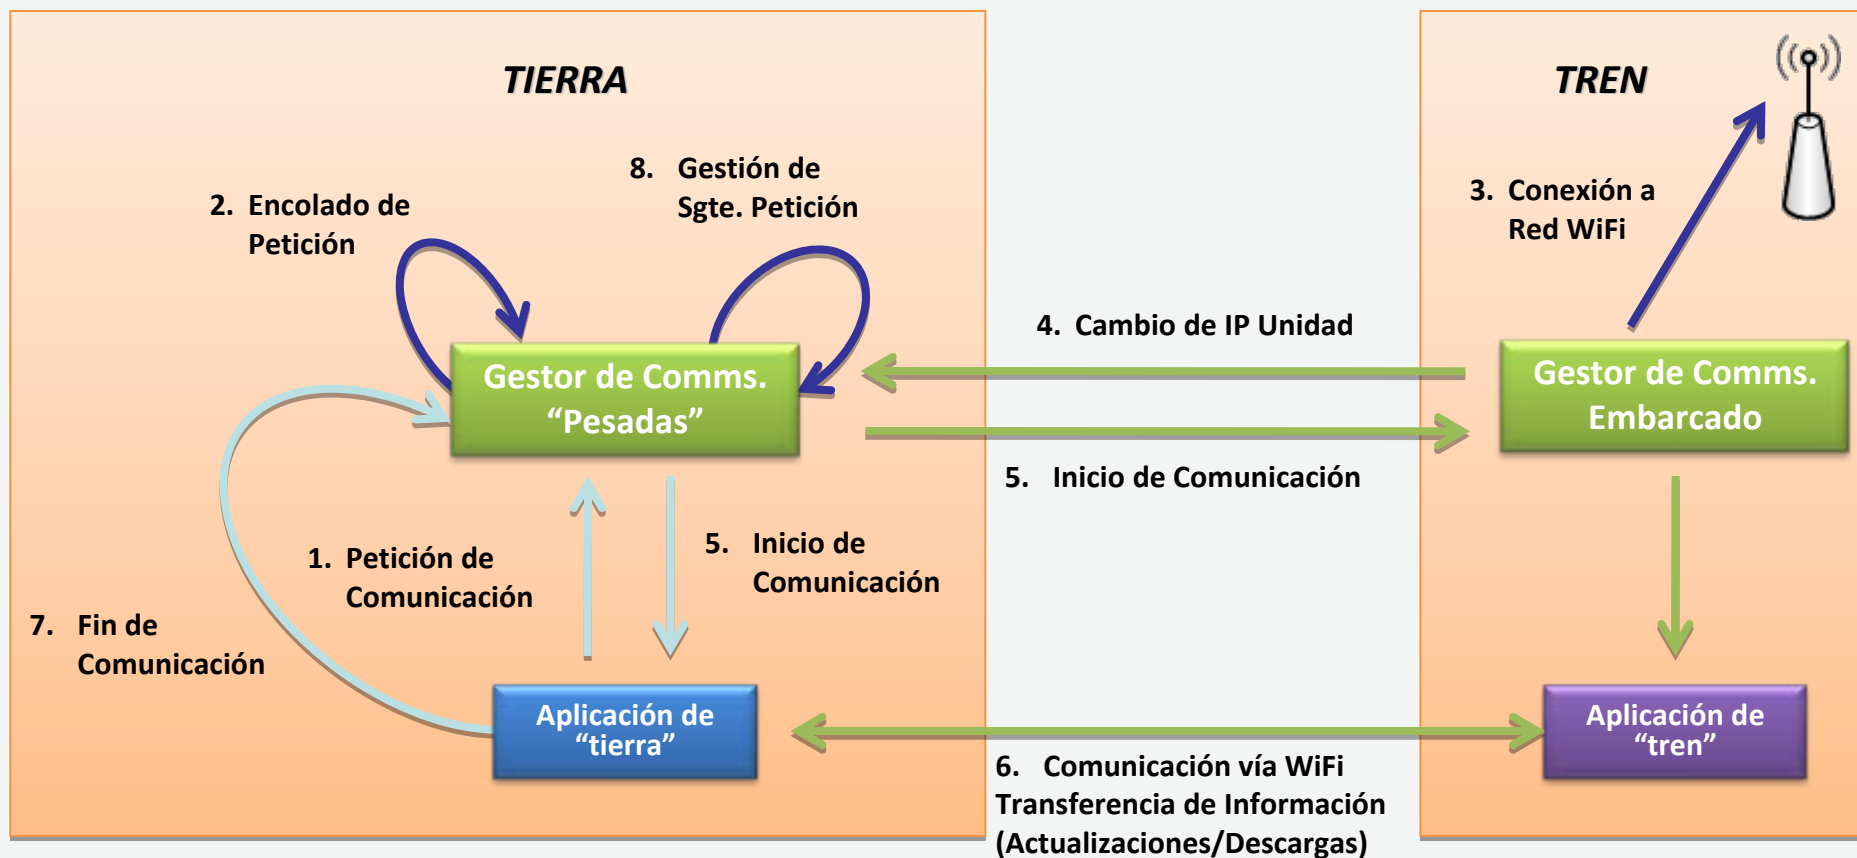 TIERRA
TREN
8. Gestión de
Sgte. Petición
2. Encolado de
Petición
3. Conexión a
Red WiFi
4. Cambio de IP Unidad
Gestor de Comms.
“Pesadas”
Gestor de Comms.
Embarcado
5. Inicio de Comunicación
1. Petición de
Comunicación
5. Inicio de
Comunicación
7. Fin de
Comunicación
Aplicación de
“tierra”
Aplicación de
“tren”
6. Comunicación vía WiFi
Transferencia de Información
(Actualizaciones/Descargas)